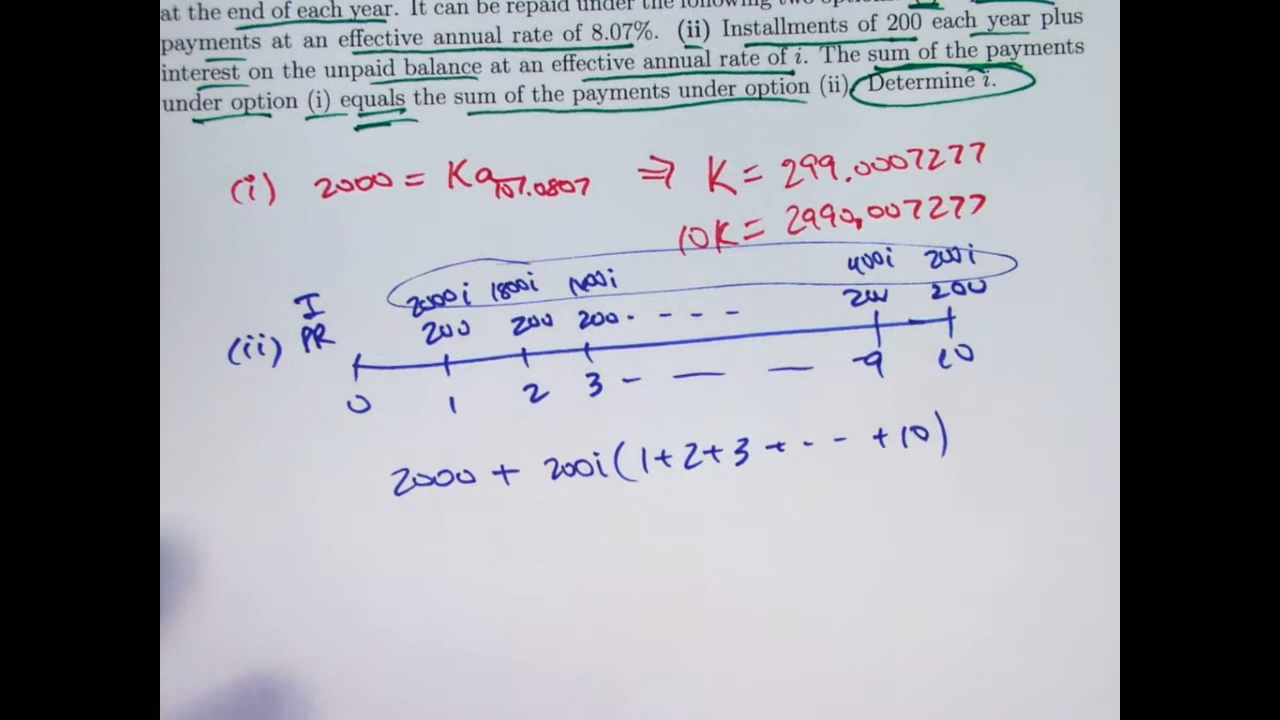 at the end of each year. It can be repaid under the following two
payments at an effective annual rate of 8.07%. (ii) Installments of 200 each year plus
interest on the unpaid balance at an effective annual rate of i. The sum of the payments
under option (i) equals the sum of the payments under option (ii). Determine i.
(i) 2000 = Ka10⌉.0807 ⇒ K = 299.0007277
10K = 2990.007277
I 2000i 1800i 1600i 400i 200i
(ii) PR 200 200 200 . - - - 200 200
0 1 2 3 - — — 9 10
2000 + 200i (1+2+3 + - - - +10)